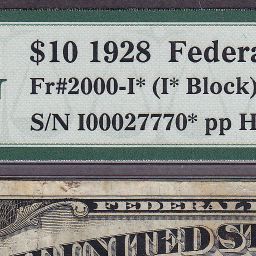 $10 1928 Federa
Fr#2000-I* (I* Block)
S/N I00027770* pp H
FEDERAL
UNITED S